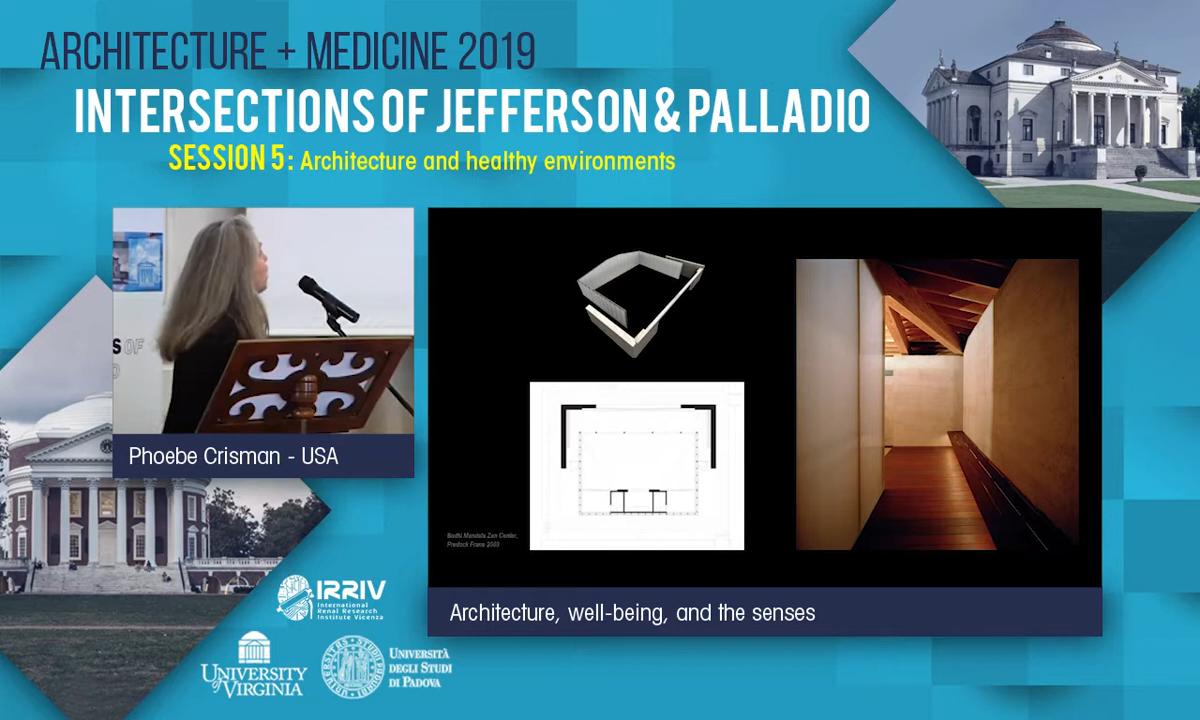 ARCHITECTURE + MEDICINE 2019
INTERSECTIONS OF JEFFERSON & PALLADIO
SESSION 5: Architecture and healthy environments
S OF
Phoebe Crisman - USA
Bodhi Mandala Zen Center,
Predock Frane 2003
Architecture, well-being, and the senses
IRRIV
International
Renal Research
Institute Vicenza
UNIVERSITY
of VIRGINIA
UNIVERSITÀ
DEGLI STUDI
DI PADOVA